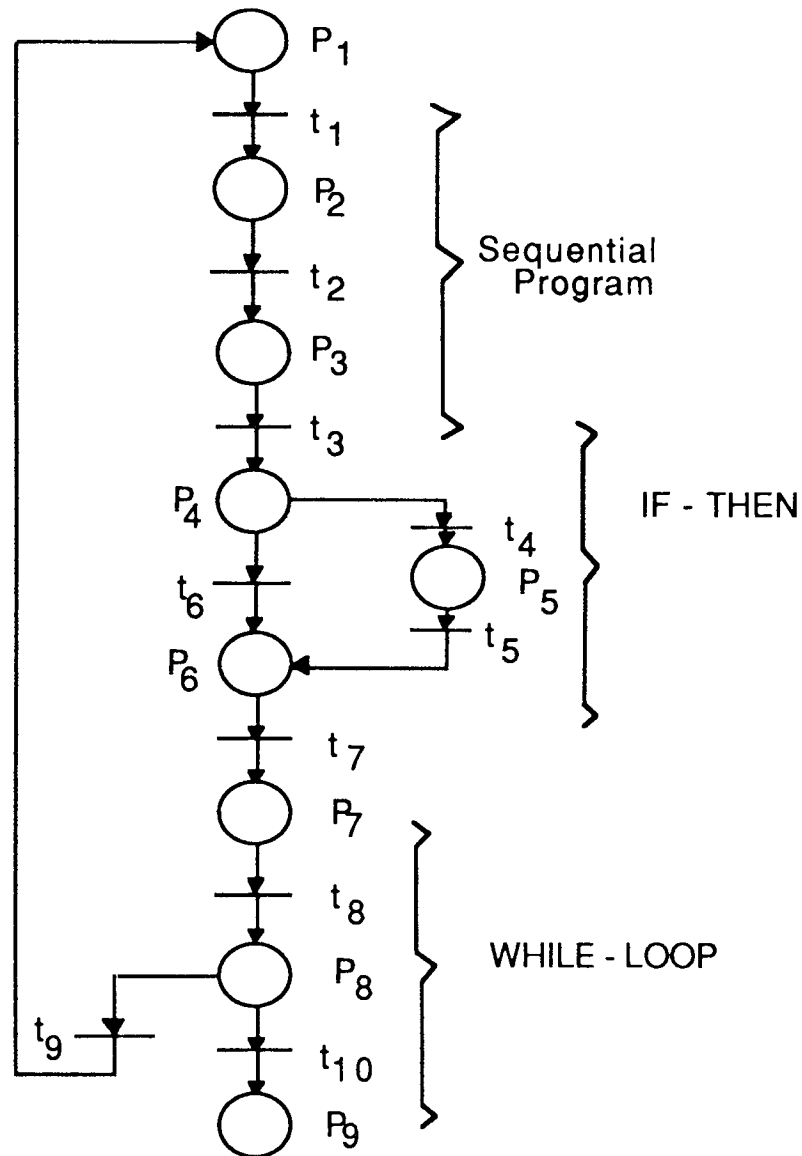 P1
t1
P2
Sequential
Program
t2
P3
t3
P4
IF - THEN
t4
P5
t6
t5
P6
t7
P7
t8
P8
WHILE - LOOP
t9
t10
P9